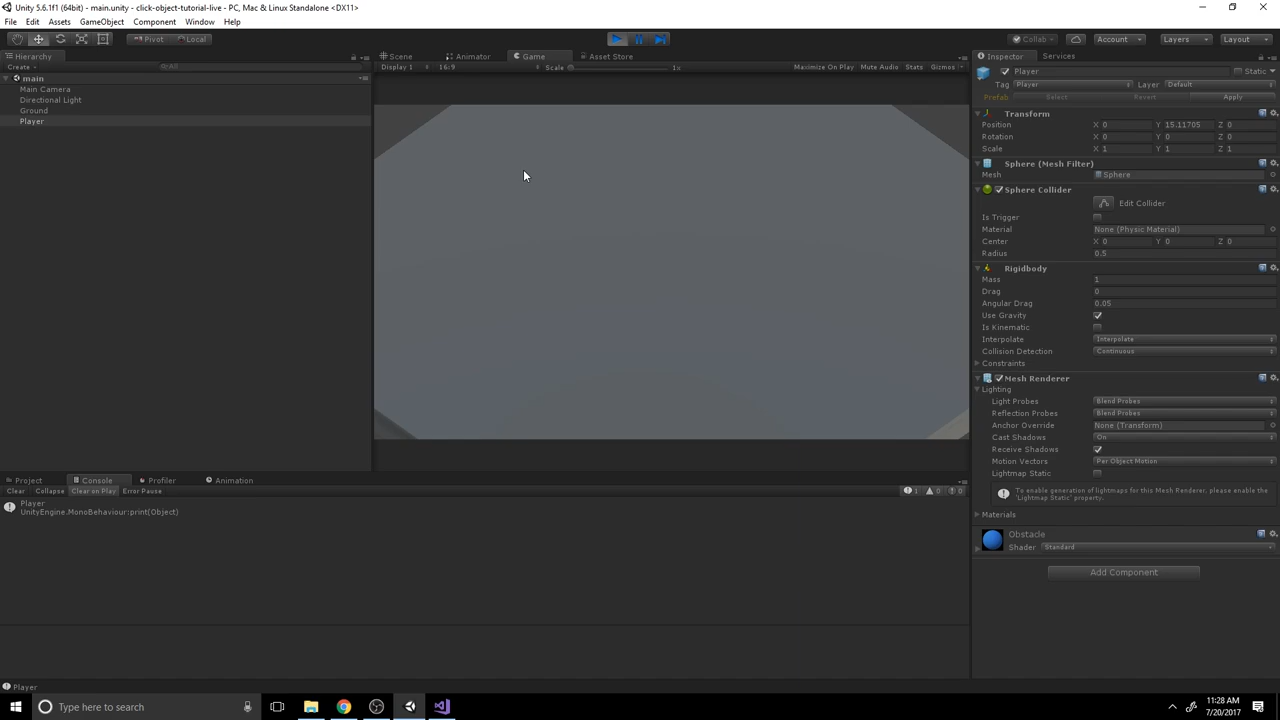 Unity 5.6.1f1 (64bit) - main.unity - click-object-tutorial-live - PC, Mac & Linux Standalone <DX11>
File Edit Assets GameObject Component Window Help
Pivot Local Collab Account Layers Layout
Hierarchy
Create All
main
Main Camera
Directional Light
Ground
Player
Scene Animator Game Asset Store
Display 1 16:9 Scale 1x Maximize On Play Mute Audio Stats Gizmos
Inspector Services
Player Static
Tag Player Layer Default
Prefab Select Revert Apply
Transform
Position X 0 Y 15.11705 Z 0
Rotation X 0 Y 0 Z 0
Scale X 1 Y 1 Z 1
Sphere (Mesh Filter)
Mesh Sphere
Sphere Collider
Edit Collider
Is Trigger
Material None (Physic Material)
Center X 0 Y 0 Z 0
Radius 0.5
Rigidbody
Mass 1
Drag 0
Angular Drag 0.05
Use Gravity
Is Kinematic
Interpolate Interpolate
Collision Detection Continuous
Constraints
Mesh Renderer
Lighting
Light Probes Blend Probes
Reflection Probes Blend Probes
Anchor Override None (Transform)
Cast Shadows On
Receive Shadows
Motion Vectors Per Object Motion
Lightmap Static
To enable generation of lightmaps for this Mesh Renderer, please enable the
'Lightmap Static' property.
Materials
Obstacle
Shader Standard
Add Component
Project Console Profiler Animation
Clear Collapse Clear on Play Error Pause 1 0 0
Player
UnityEngine.MonoBehaviour:print(Object)
Player
Type here to search
11:28 AM
7/20/2017